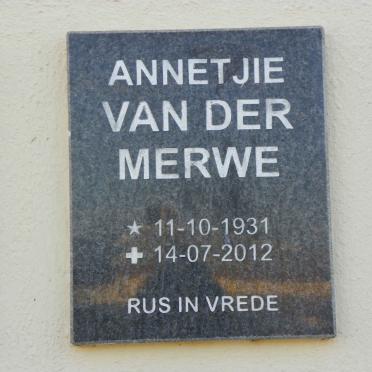 ANNETJIE
VAN DER
MERWE
★ 11-10-1931
✚ 14-07-2012
RUS IN VREDE